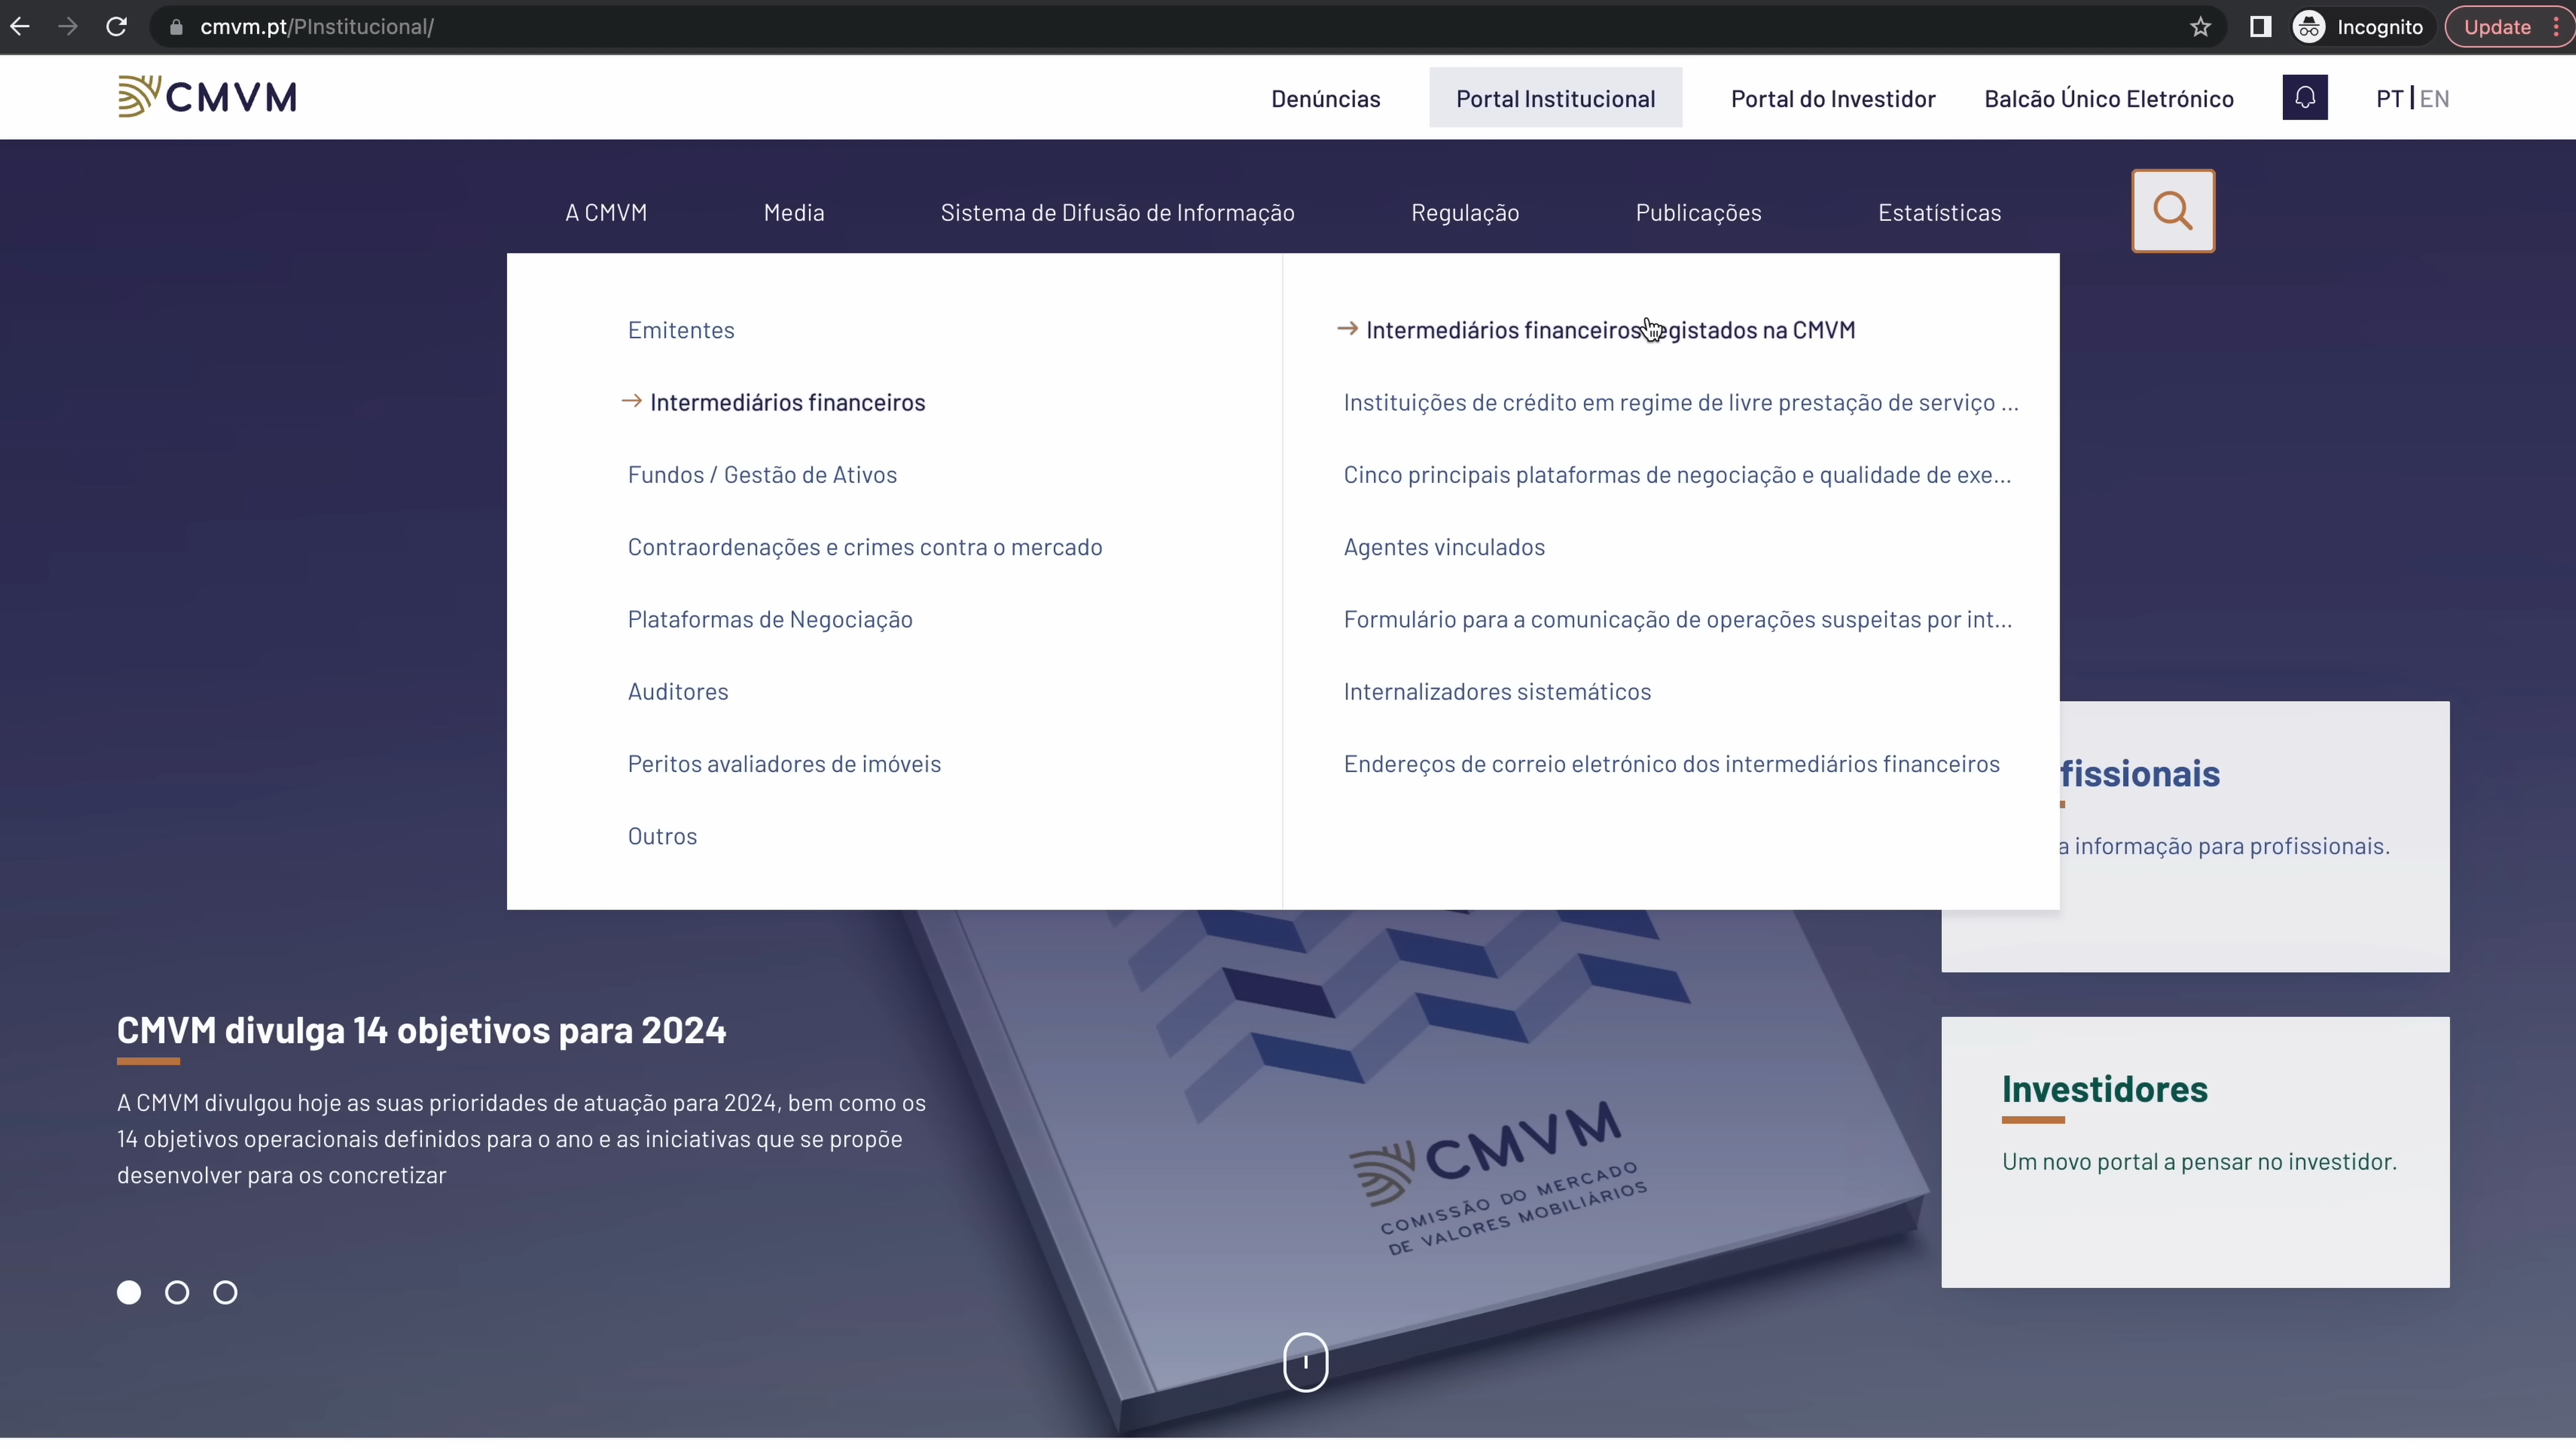 cmvm.pt/PInstitucional/
Incognito
Update
CMVM
Denúncias
Portal Institucional
Portal do Investidor
Balcão Único Eletrónico
PT | EN
A CMVM
Media
Sistema de Difusão de Informação
Regulação
Publicações
Estatísticas
Emitentes
Intermediários financeiros
Fundos / Gestão de Ativos
Contraordenações e crimes contra o mercado
Plataformas de Negociação
Auditores
Peritos avaliadores de imóveis
Outros
Intermediários financeiros egistados na CMVM
Instituições de crédito em regime de livre prestação de serviço ...
Cinco principais plataformas de negociação e qualidade de exe...
Agentes vinculados
Formulário para a comunicação de operações suspeitas por int...
Internalizadores sistemáticos
Endereços de correio eletrónico dos intermediários financeiros
fissionais
a informação para profissionais.
CMVM divulga 14 objetivos para 2024
A CMVM divulgou hoje as suas prioridades de atuação para 2024, bem como os
14 objetivos operacionais definidos para o ano e as iniciativas que se propõe
desenvolver para os concretizar
CMVM
COMISSÃO DO MERCADO
DE VALORES MOBILIÁRIOS
Investidores
Um novo portal a pensar no investidor.